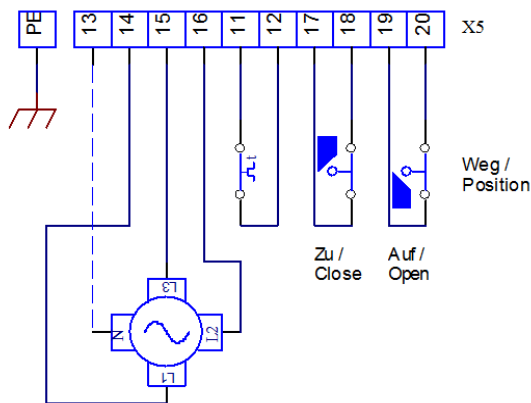 PE 13 14 15 16 11 12 17 18 19 20 X5
t
Weg /
Position
Zu /
Close
Auf /
Open
L3
N
L2
L1